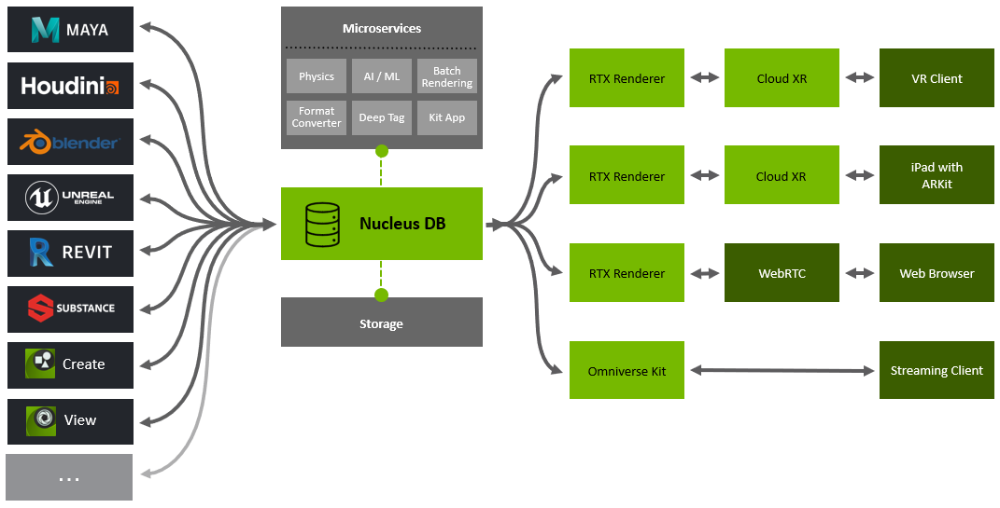 MAYA
Houdini
blender
UNREAL
ENGINE
REVIT
SUBSTANCE
Create
View
...
Microservices
Physics
AI / ML
Batch
Rendering
Format
Converter
Deep Tag
Kit App
Nucleus DB
Storage
RTX Renderer
Cloud XR
VR Client
RTX Renderer
Cloud XR
iPad with
ARKit
RTX Renderer
WebRTC
Web Browser
Omniverse Kit
Streaming Client